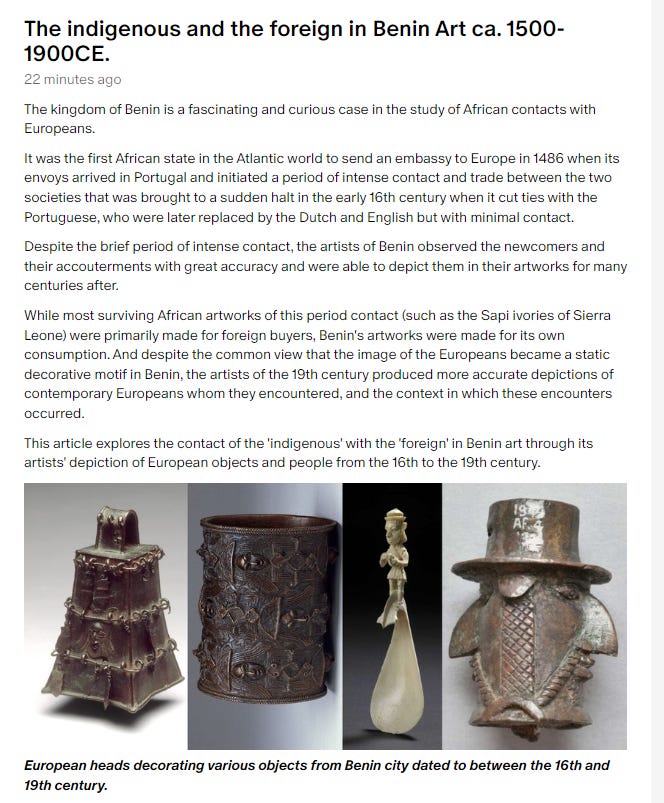 The indigenous and the foreign in Benin Art ca. 1500-
1900CE.
22 minutes ago
The kingdom of Benin is a fascinating and curious case in the study of African contacts with
Europeans.
It was the first African state in the Atlantic world to send an embassy to Europe in 1486 when its
envoys arrived in Portugal and initiated a period of intense contact and trade between the two
societies that was brought to a sudden halt in the early 16th century when it cut ties with the
Portuguese, who were later replaced by the Dutch and English but with minimal contact.
Despite the brief period of intense contact, the artists of Benin observed the newcomers and
their accouterments with great accuracy and were able to depict them in their artworks for many
centuries after.
While most surviving African artworks of this period contact (such as the Sapi ivories of Sierra
Leone) were primarily made for foreign buyers, Benin's artworks were made for its own
consumption. And despite the common view that the image of the Europeans became a static
decorative motif in Benin, the artists of the 19th century produced more accurate depictions of
contemporary Europeans whom they encountered, and the context in which these encounters
occurred.
This article explores the contact of the 'indigenous' with the 'foreign' in Benin art through its
artists' depiction of European objects and people from the 16th to the 19th century.
European heads decorating various objects from Benin city dated to between the 16th and
19th century.